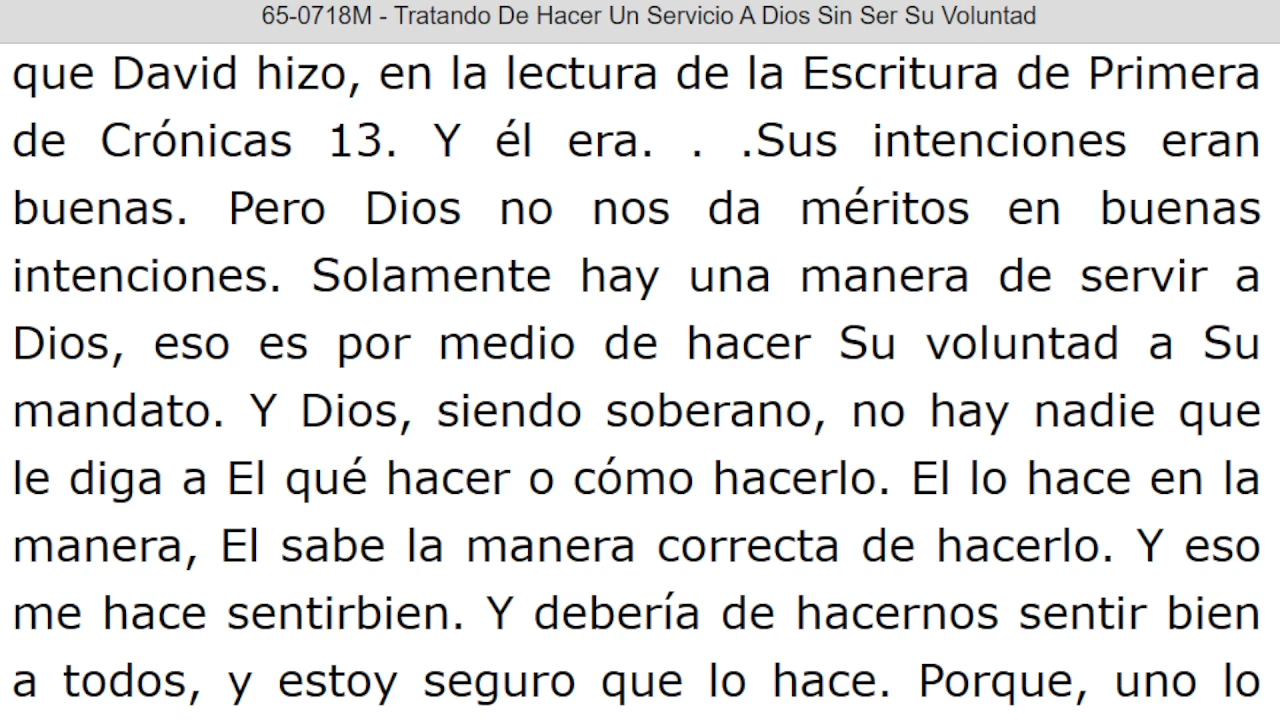 65-0718M - Tratando De Hacer Un Servicio A Dios Sin Ser Su Voluntad
que David hizo, en la lectura de la Escritura de Primera
de Crónicas 13. Y él era. . .Sus intenciones eran
buenas. Pero Dios no nos da méritos en buenas
intenciones. Solamente hay una manera de servir a
Dios, eso es por medio de hacer Su voluntad a Su
mandato. Y Dios, siendo soberano, no hay nadie que
le diga a El qué hacer o cómo hacerlo. El lo hace en la
manera, El sabe la manera correcta de hacerlo. Y eso
me hace sentirbien. Y debería de hacernos sentir bien
a todos, y estoy seguro que lo hace. Porque, uno lo